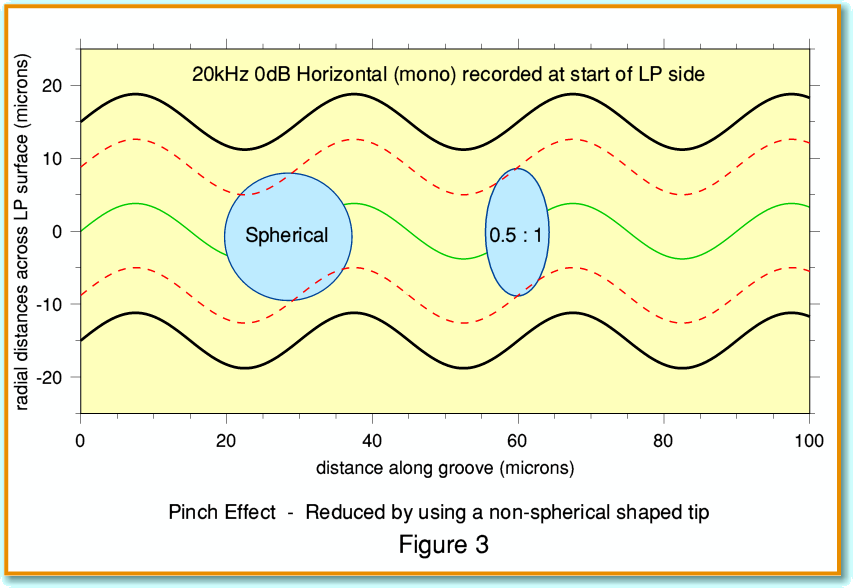 20kHz 0dB Horizontal (mono) recorded at start of LP side
radial distances across LP surface (microns)
20
10
0
-10
-20
Spherical
0.5 : 1
0 20 40 60 80 100
distance along groove (microns)
Pinch Effect - Reduced by using a non-spherical shaped tip
Figure 3